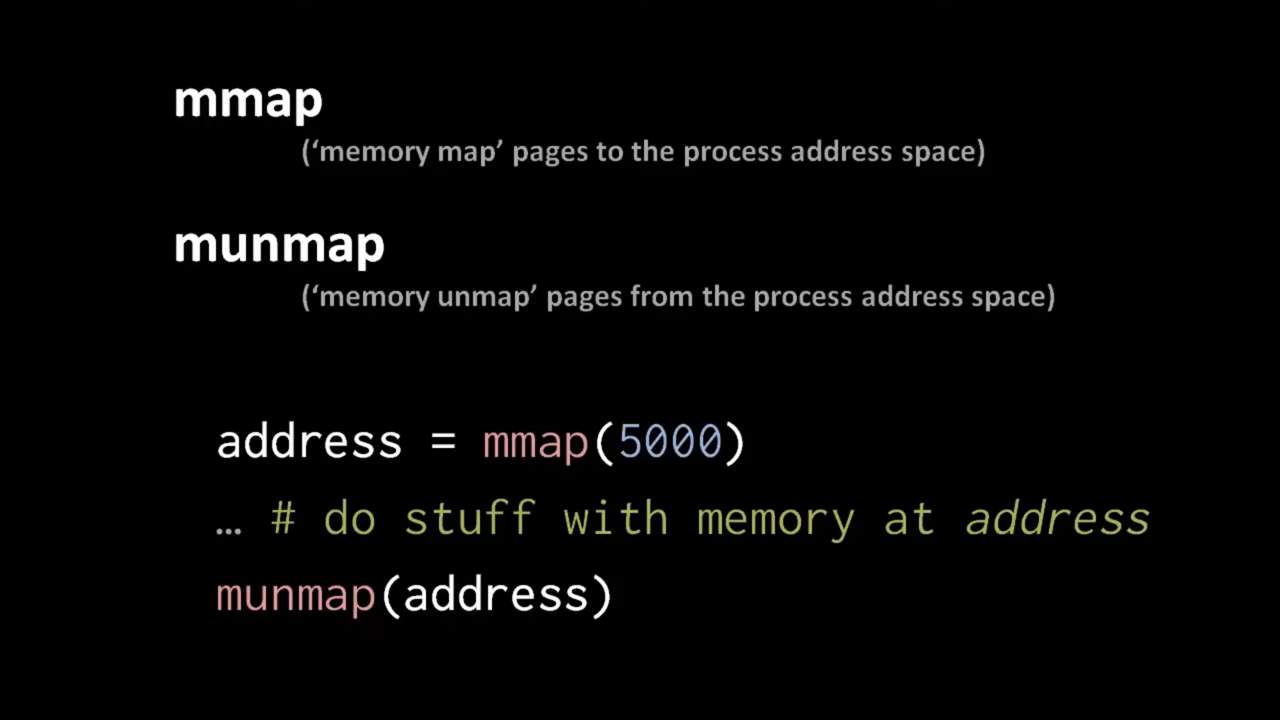 mmap
(‘memory map’ pages to the process address space)
munmap
(‘memory unmap’ pages from the process address space)
address = mmap(5000)
… # do stuff with memory at address
munmap(address)